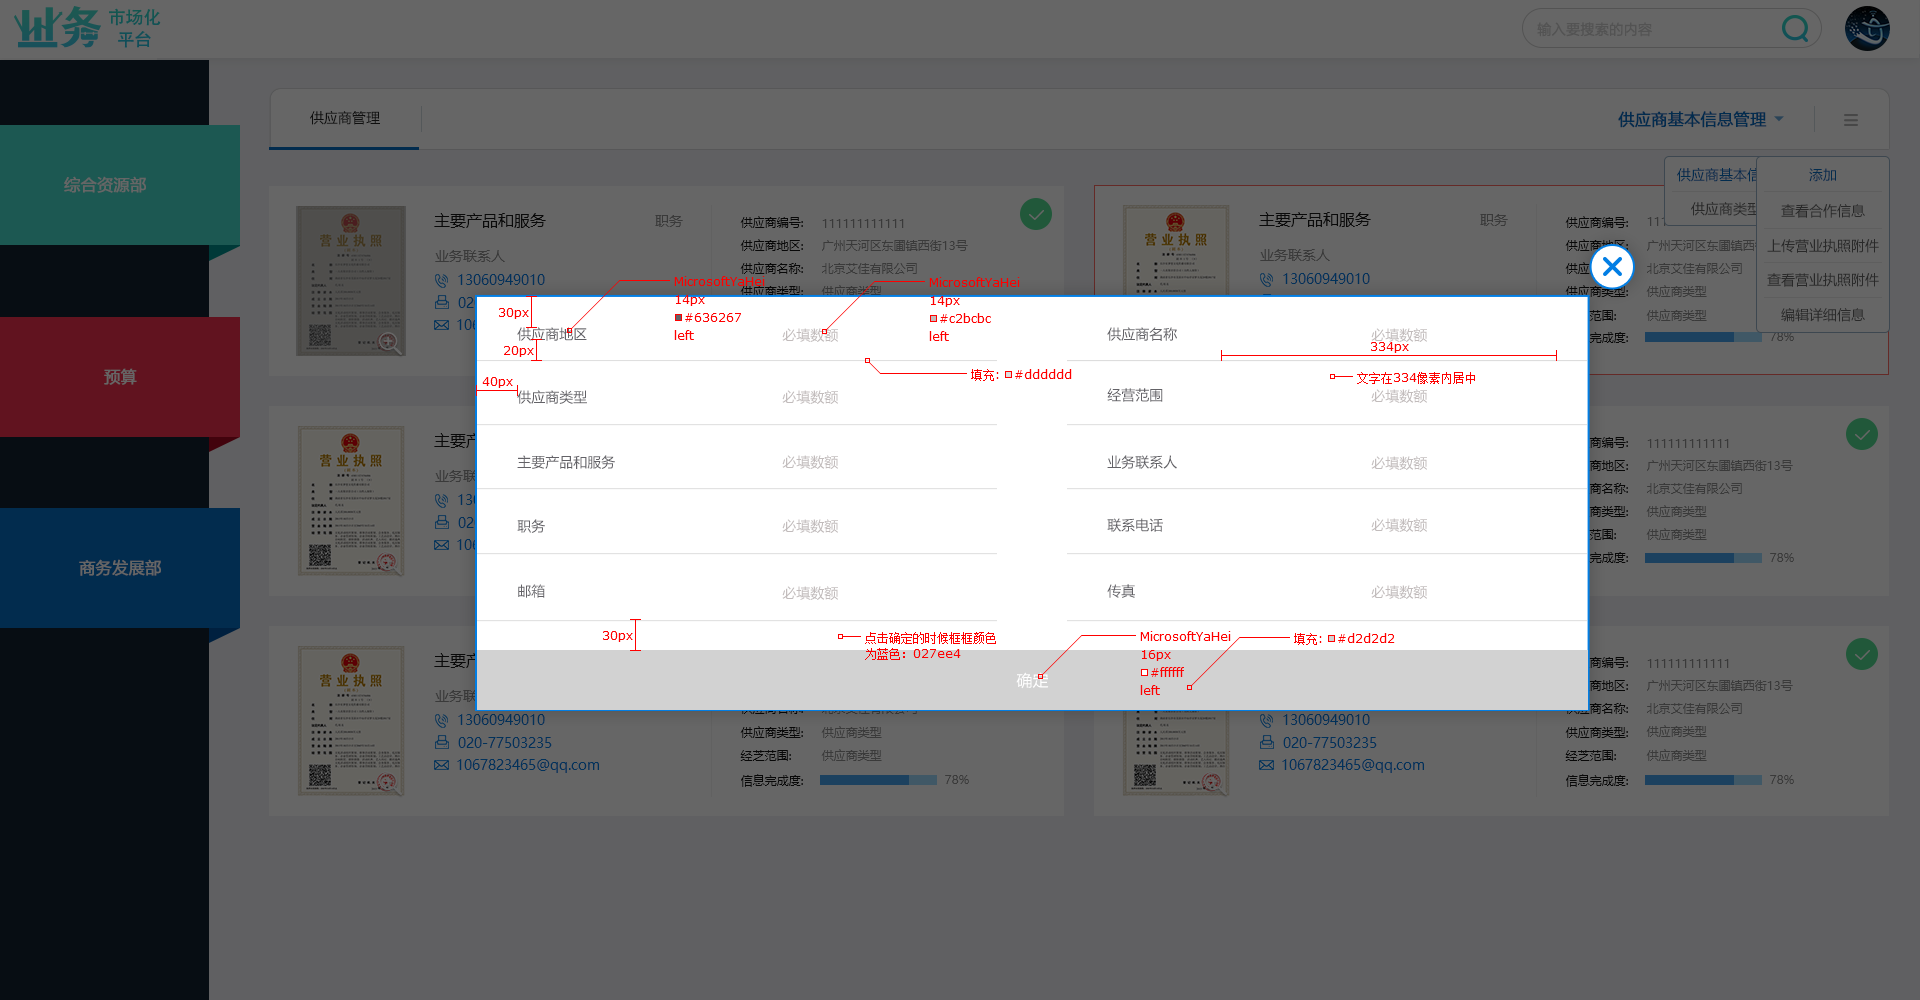 业务 市场化
平台
输入要搜索的内容
供应商管理
供应商基本信息管理
综合资源部
预算
商务发展部
主要产品和服务 职务
业务联系人
13060949010
供应商编号: 111111111111
供应商地区: 广州天河区东圃镇西街13号
供应商名称: 北京艾佳有限公司
供应商类型: 供应商类型
主要产品和服务 职务
业务联系人
13060949010
供应商编号:
供应商地区: 广州天河区东圃镇西
北京艾佳有限公司
供应商类型
范围: 供应商类型
完成度: 78%
供应商基本信
供应商类型
添加
查看合作信息
上传营业执照附件
查看营业执照附件
编辑详细信息
营业执照
营业执照
MicrosoftYaHei
14px
#636267
left
MicrosoftYaHei
14px
#c2bcbc
left
30px
20px
40px
供应商地区 必填数额
供应商名称 必填数额
334px
填充: #dddddd
文字在334像素内居中
供应商类型 必填数额
经营范围 必填数额
主要产品和服务 必填数额
业务联系人 必填数额
职务 必填数额
联系电话 必填数额
邮箱 必填数额
传真 必填数额
30px
点击确定的时候框框颜色
为蓝色: 027ee4
MicrosoftYaHei
16px
#ffffff
left
填充: #d2d2d2
确定
营业执照
主要产
业务联
商编号: 111111111111
商地区: 广州天河区东圃镇西街13号
商名称: 北京艾佳有限公司
商类型: 供应商类型
范围: 供应商类型
完成度: 78%
营业执照
主要产
业务联
13060949010
020-77503235
1067823465@qq.com
供应商类型: 供应商类型
经芝范围: 供应商类型
信息完成度: 78%
商编号: 111111111111
商地区: 广州天河区东圃镇西街13号
商名称: 北京艾佳有限公司
13060949010
020-77503235
1067823465@qq.com
供应商类型: 供应商类型
经芝范围: 供应商类型
信息完成度: 78%